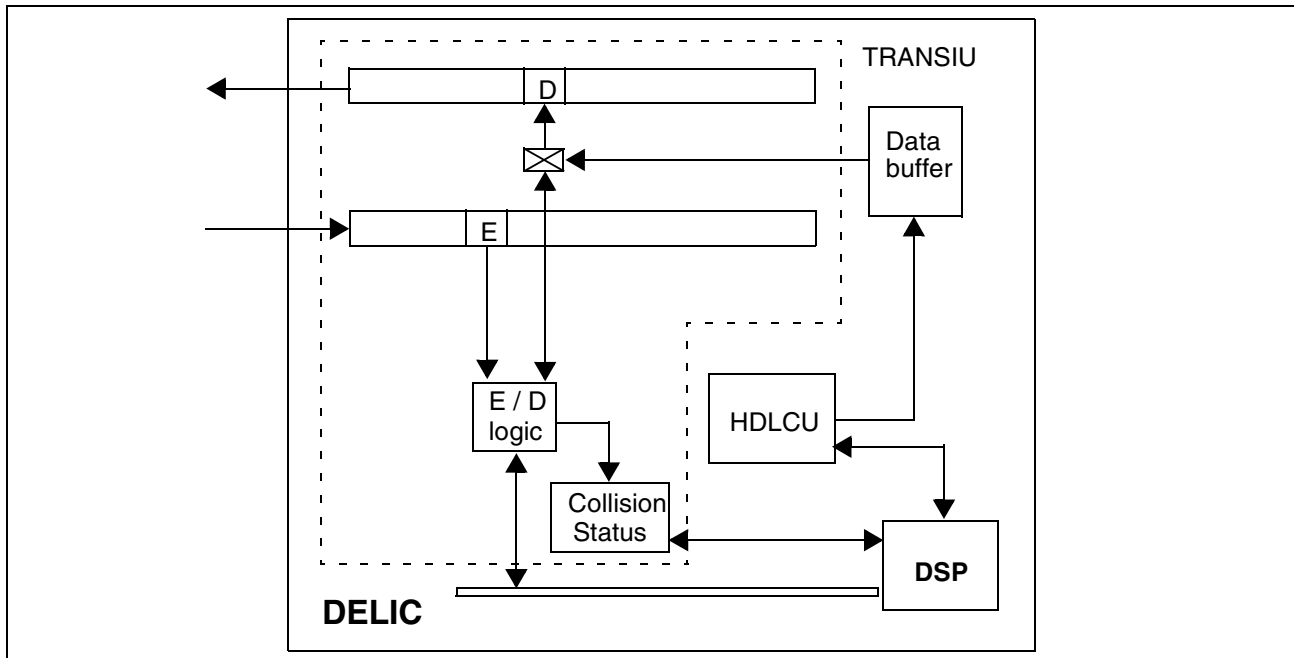 TRANSIU
D
Data
buffer
E
E / D
logic
HDLCU
Collision
Status
DSP
DELIC